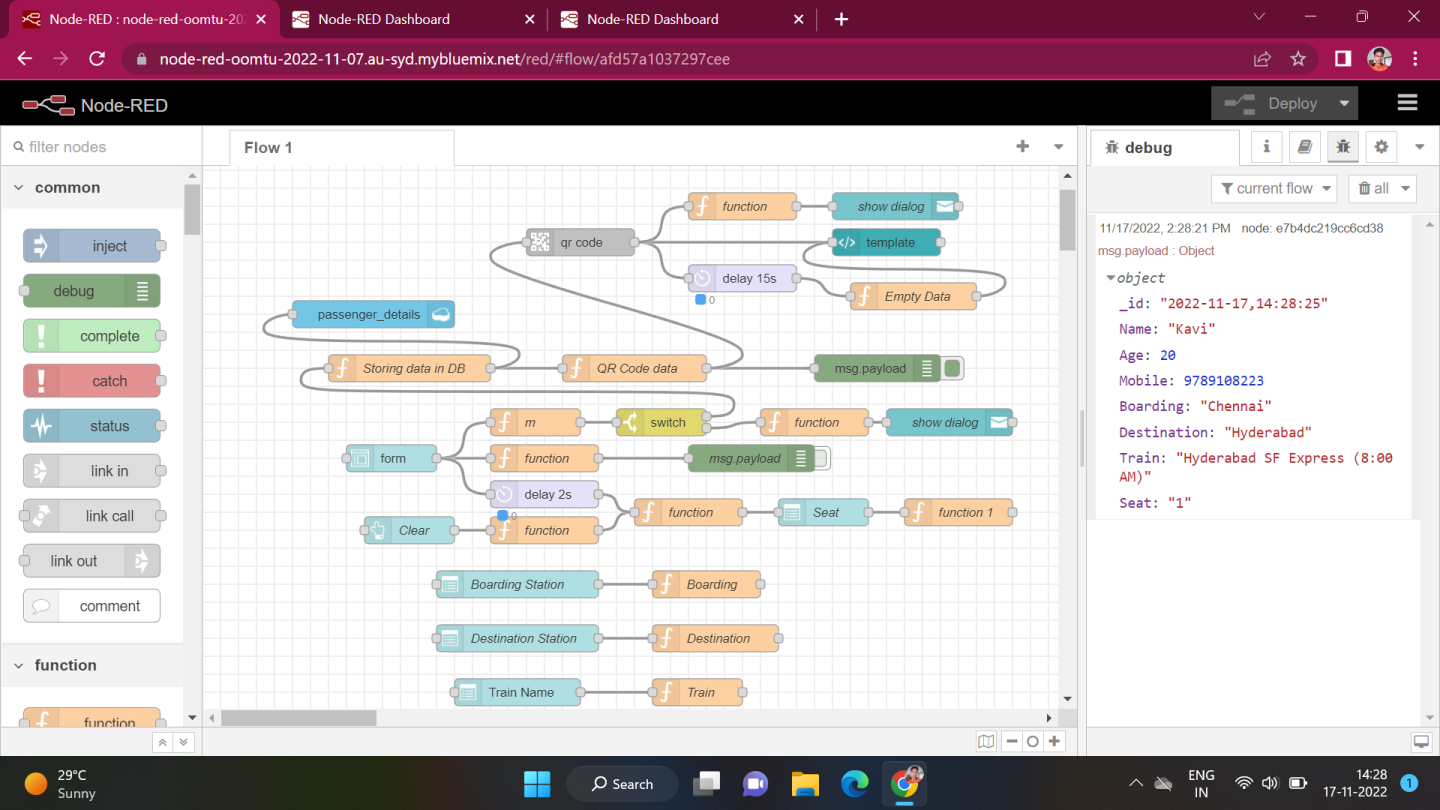 Node-RED : node-red-oomtu-202
Node-RED Dashboard
Node-RED Dashboard
node-red-oomtu-2022-11-07.au-syd.mybluemix.net/red/#flow/afd57a1037297cee
Node-RED
Deploy
filter nodes
common
inject
debug
complete
catch
status
link in
link call
link out
comment
function
function
Flow 1
function
show dialog
qr code
template
delay 15s
0
Empty Data
passenger_details
Storing data in DB
QR Code data
msg.payload
m
switch
function
show dialog
form
function
msg.payload
delay 2s
0
function
Seat
function 1
Clear
function
Boarding Station
Boarding
Destination Station
Destination
Train Name
Train
debug
i
current flow
all
11/17/2022, 2:28:21 PM node: e7b4dc219cc6cd38
msg.payload : Object
object
_id: "2022-11-17,14:28:25"
Name: "Kavi"
Age: 20
Mobile: 9789108223
Boarding: "Chennai"
Destination: "Hyderabad"
Train: "Hyderabad SF Express (8:00
AM)"
Seat: "1"
29°C
Sunny
Search
ENG
IN
14:28
17-11-2022
1